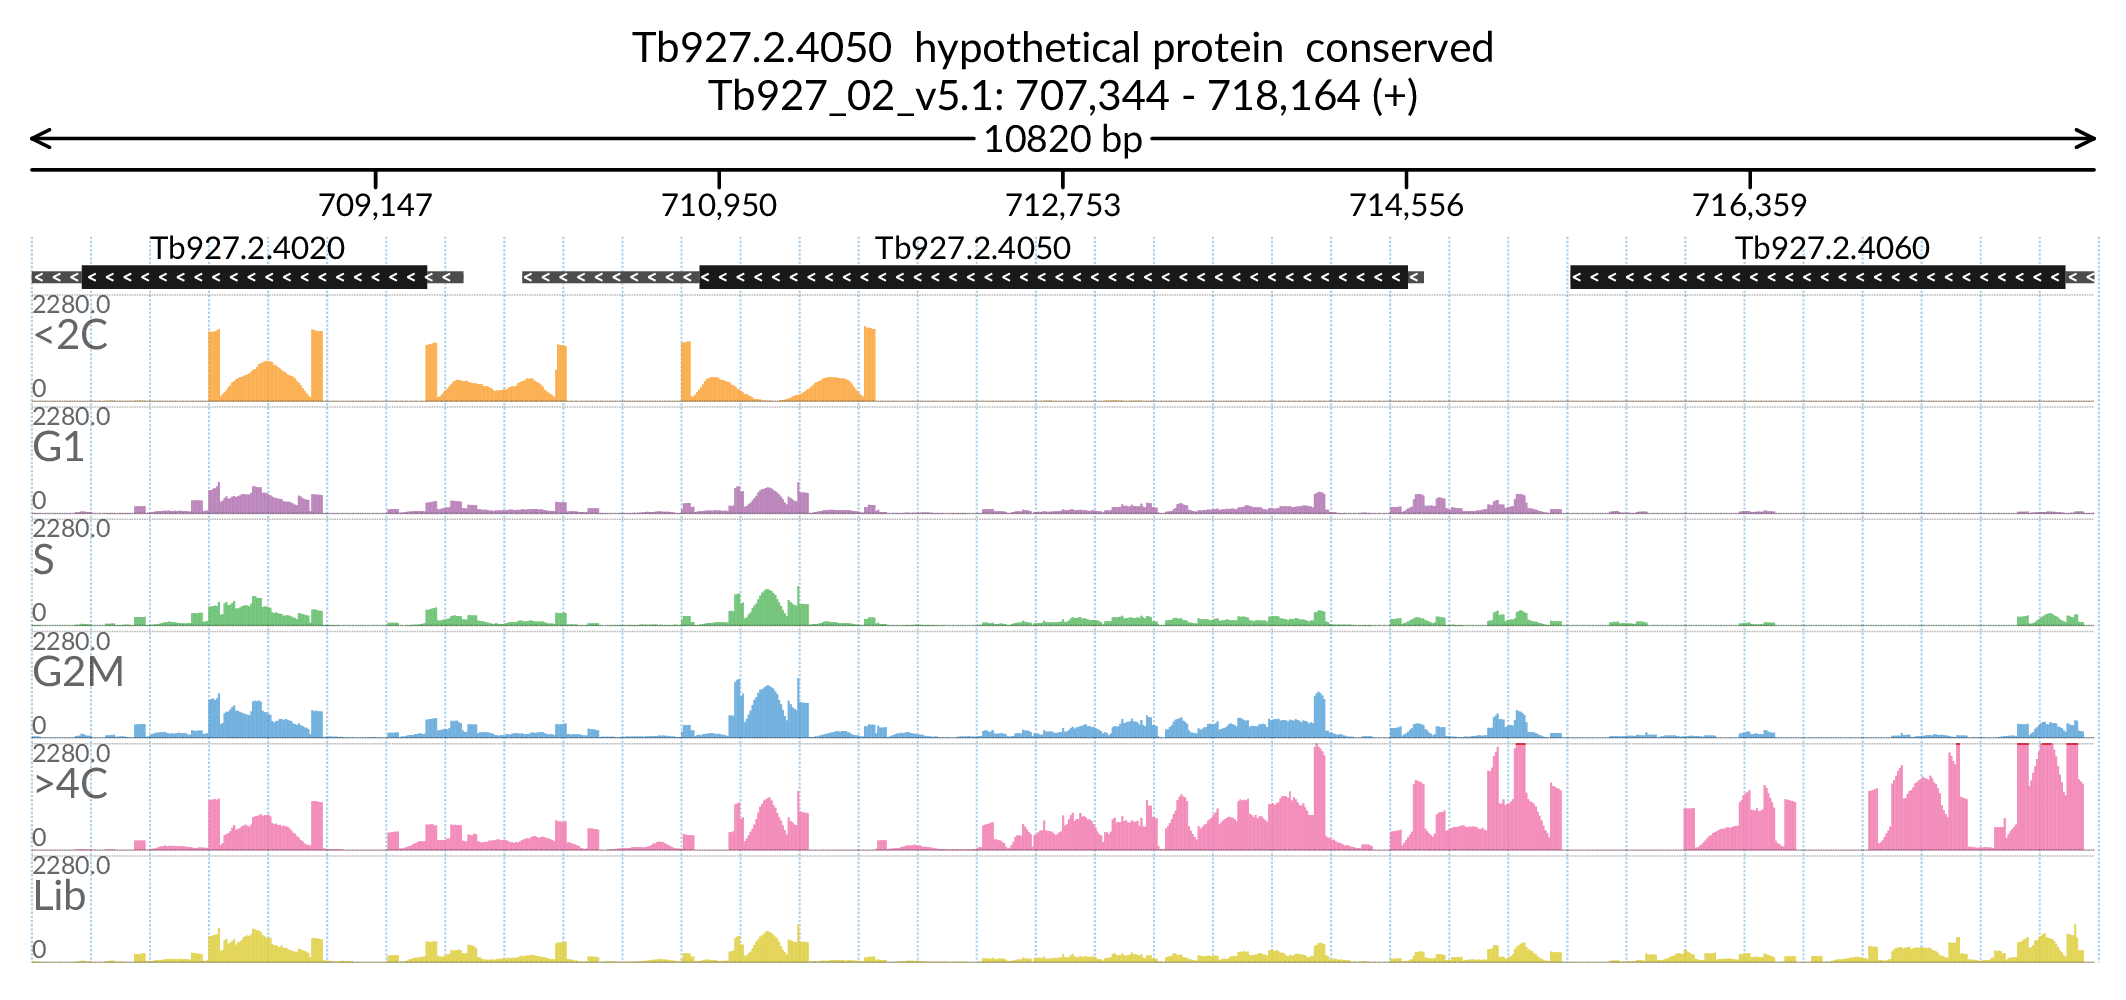 Tb927.2.4050 hypothetical protein conserved
Tb927_02_v5.1: 707,344 - 718,164 (+)
10820 bp
709,147 710,950 712,753 714,556 716,359
Tb927.2.4020 Tb927.2.4050 Tb927.2.4060
2280.0
<2C
0
2280.0
G1
0
2280.0
S
0
2280.0
G2M
0
2280.0
>4C
0
2280.0
Lib
0